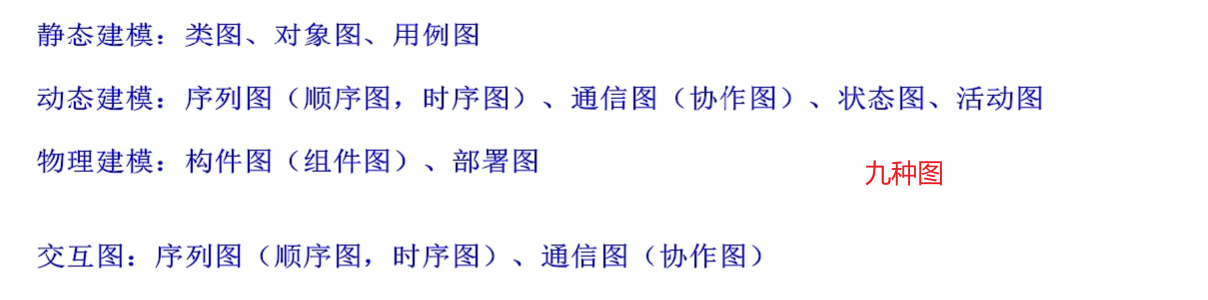 静态建模：类图、对象图、用例图
动态建模：序列图（顺序图，时序图）、通信图（协作图）、状态图、活动图
物理建模：构件图（组件图）、部署图
九种图
交互图：序列图（顺序图，时序图）、通信图（协作图）